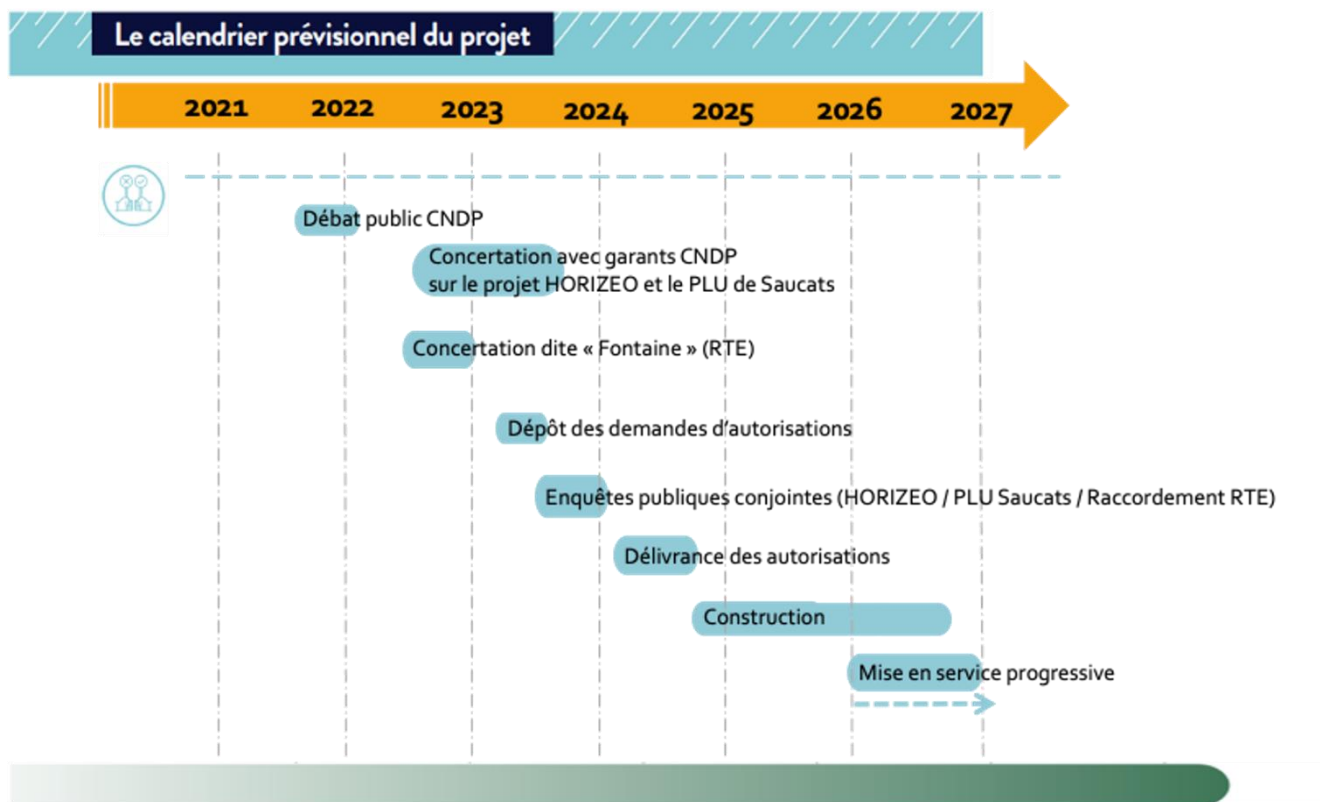 Le calendrier prévisionnel du projet
2021 2022 2023 2024 2025 2026 2027
Débat public CNDP
Concertation avec garants CNDP
sur le projet HORIZEO et le PLU de Saucats
Concertation dite « Fontaine » (RTE)
Dépôt des demandes d'autorisations
Enquêtes publiques conjointes (HORIZEO / PLU Saucats / Raccordement RTE)
Délivrance des autorisations
Construction
Mise en service progressive